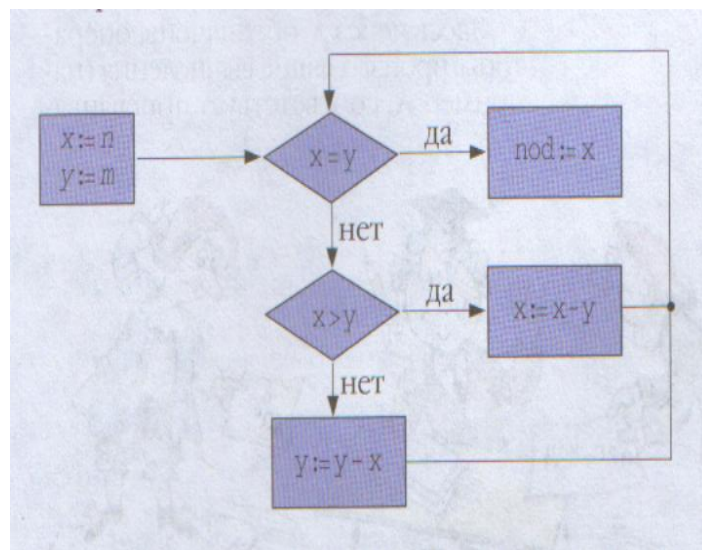 x:=n
y:=m
x=y
да
nod:=x
нет
x>y
да
x:=x-y
нет
y:=y-x